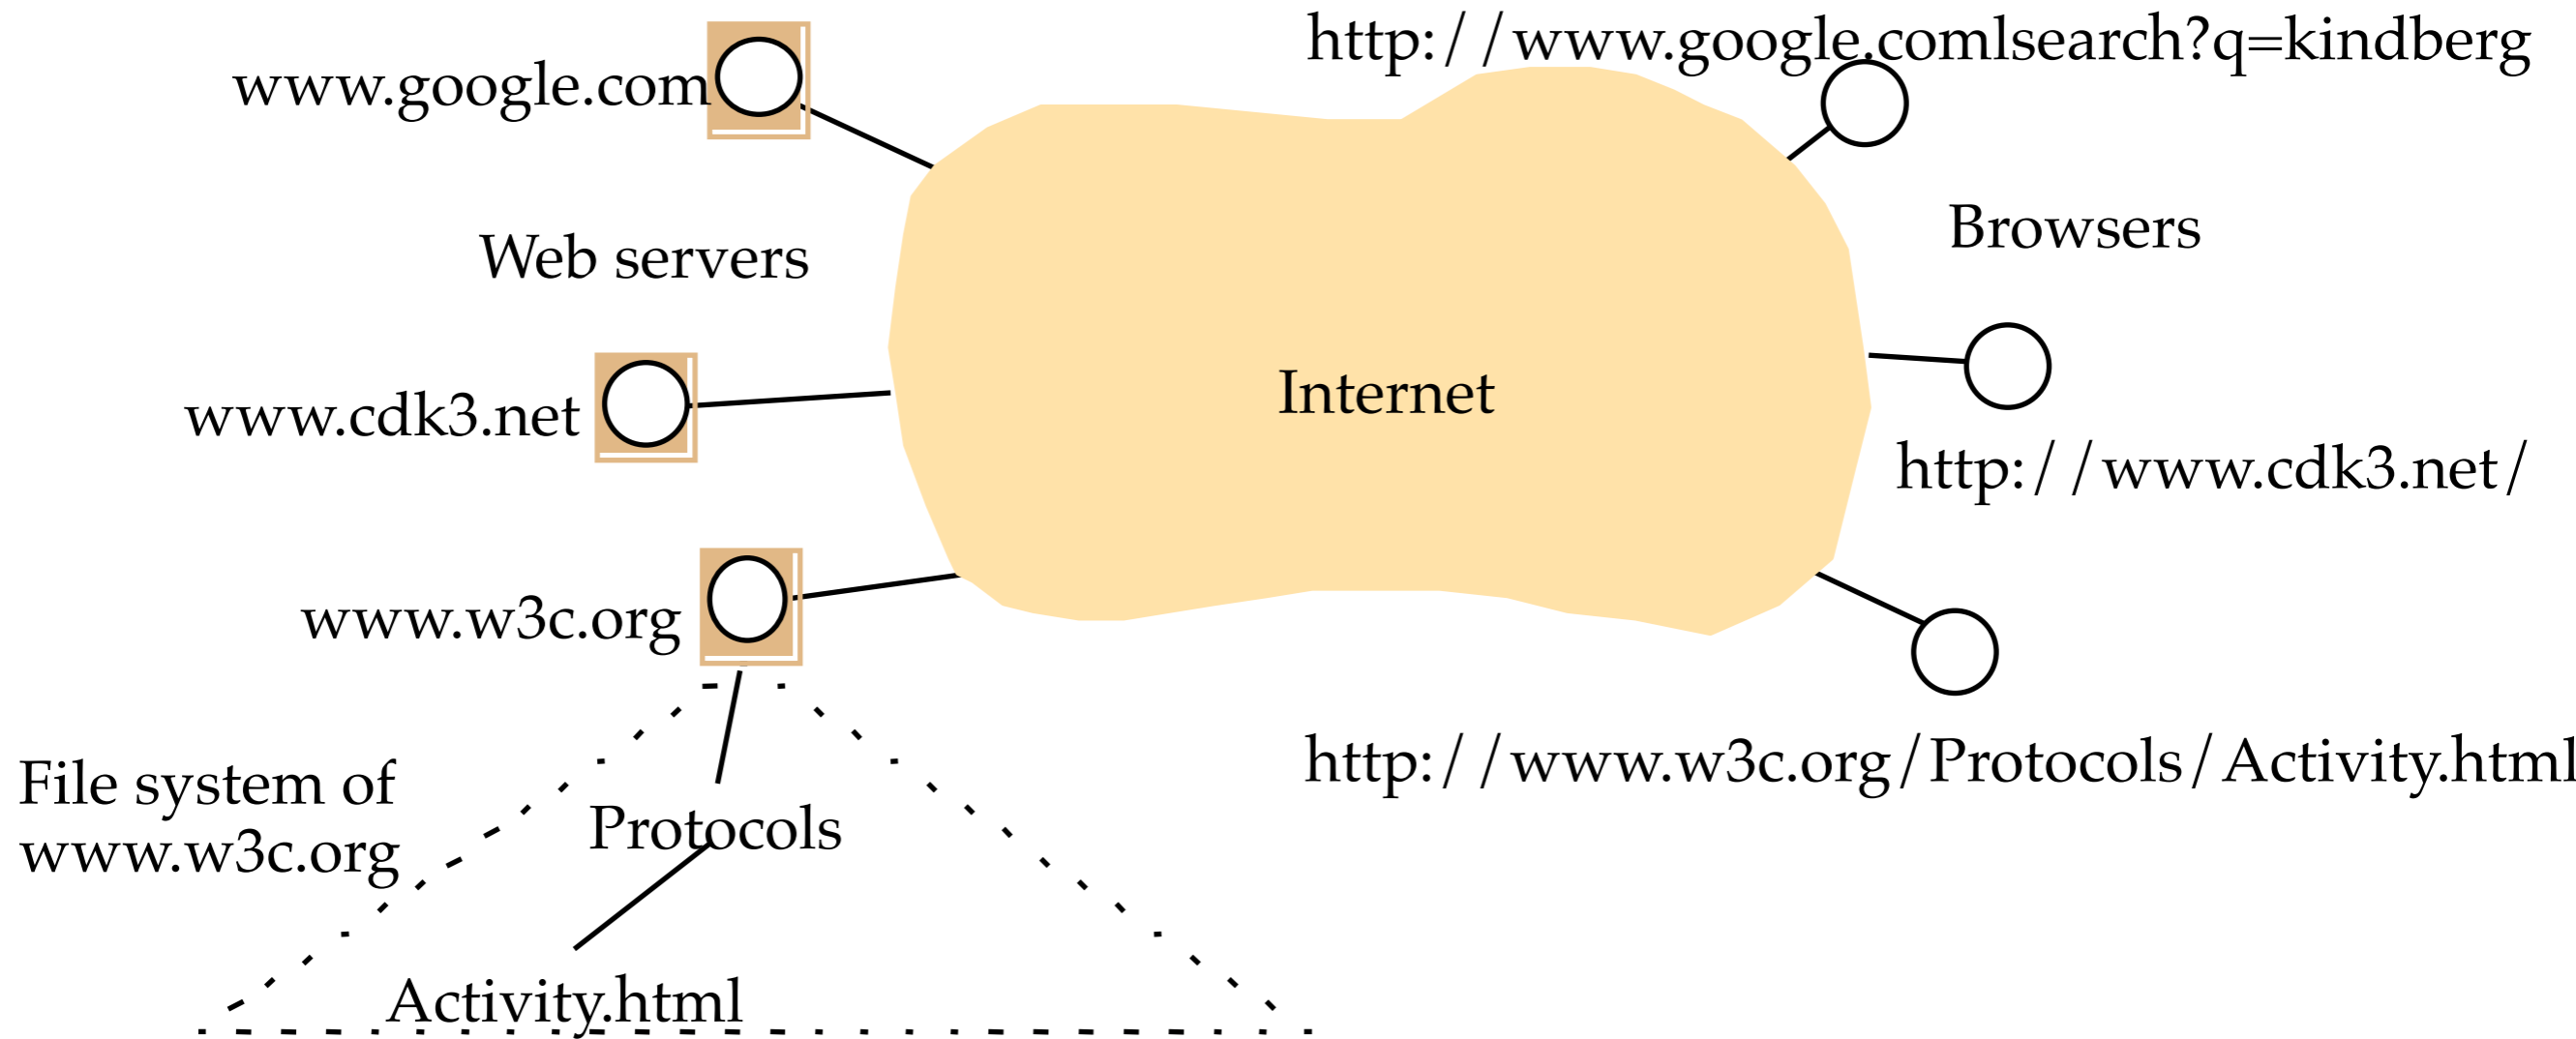 http://www.google.comlsearch?q=kindberg
www.google.com
Browsers
Web servers
Internet
www.cdk3.net
http://www.cdk3.net/
www.w3c.org
http://www.w3c.org/Protocols/Activity.html
File system of
www.w3c.org
Protocols
Activity.html